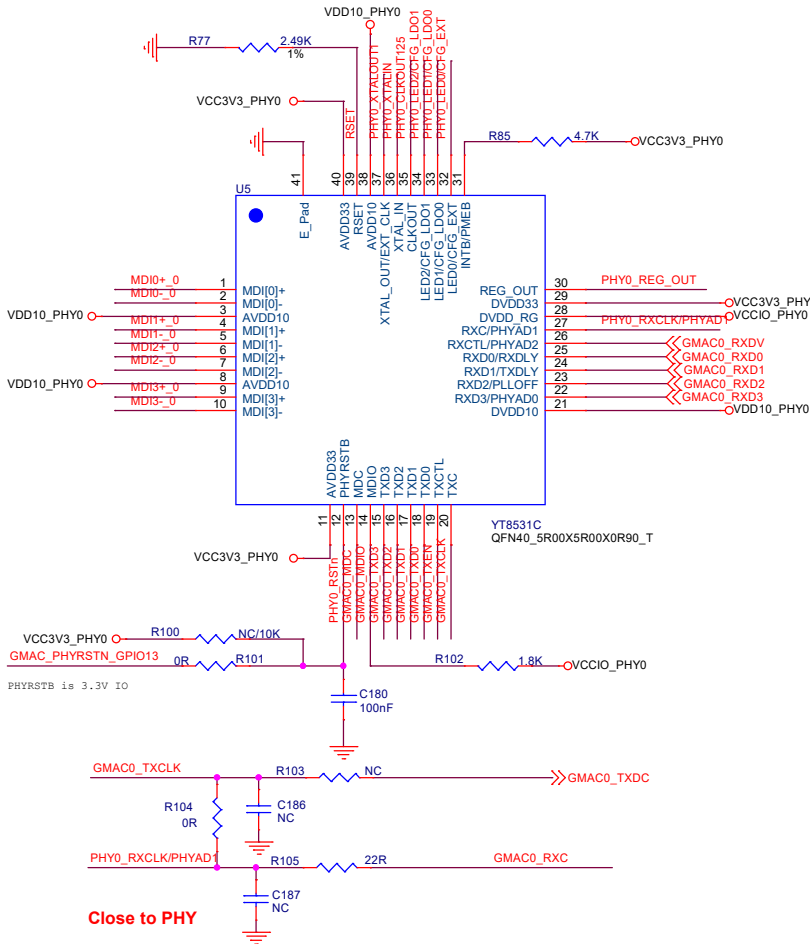 VDD10_PHY0
R77
2.49K
1%
VCC3V3_PHY0
RSET
PHY0_XTALOUT1
PHY0_XTALIN
PHY0_CLKOUT125
PHY0_LED2/CFG_LDO1
PHY0_LED1/CFG_LDO0
PHY0_LED0/CFG_EXT
R85
4.7K
VCC3V3_PHY0
41
40
39
38
37
36
35
34
33
32
31
U5
E_Pad
AVDD33
RSET
AVDD10
XTAL_OUT/EXT_CLK
XTAL_IN
CLKOUT
LED2/CFG_LDO1
LED1/CFG_LDO0
LED0/CFG_EXT
INTB/PMEB
MDI0+_0
1
MDI[0]+
MDI0-_0
2
MDI[0]-
VDD10_PHY0
3
AVDD10
MDI1+_0
4
MDI[1]+
MDI1-_0
5
MDI[1]-
MDI2+_0
6
MDI[2]+
MDI2-_0
7
MDI[2]-
VDD10_PHY0
8
AVDD10
MDI3+_0
9
MDI[3]+
MDI3-_0
10
MDI[3]-
REG_OUT
30
PHY0_REG_OUT
DVDD33
29
VCC3V3_PHY
DVDD_RG
28
VCCIO_PHY0
RXC/PHYAD1
27
PHY0_RXCLK/PHYAD1
RXCTL/PHYAD2
26
GMAC0_RXDV
RXD0/RXDLY
25
GMAC0_RXD0
RXD1/TXDLY
24
GMAC0_RXD1
RXD2/PLLOFF
23
GMAC0_RXD2
RXD3/PHYAD0
22
GMAC0_RXD3
DVDD10
21
VDD10_PHY0
AVDD33
PHYRSTB
MDC
MDIO
TXD3
TXD2
TXD1
TXD0
TXCTL
TXC
11
12
13
14
15
16
17
18
19
20
YT8531C
QFN40_5R00X5R00X0R90_T
VCC3V3_PHY0
PHY0_RSTn
GMAC0_MDC
GMAC0_MDIO
GMAC0_TXD3
GMAC0_TXD2
GMAC0_TXD1
GMAC0_TXD0
GMAC0_TXEN
GMAC0_TXCLK
VCC3V3_PHY0
R100
NC/10K
GMAC_PHYRSTN_GPIO13
0R
R101
R102
1.8K
VCCIO_PHY0
PHYRSTB is 3.3V IO
C180
100nF
GMAC0_TXCLK
R103
NC
GMAC0_TXDC
R104
0R
C186
NC
PHY0_RXCLK/PHYAD1
R105
22R
GMAC0_RXC
C187
NC
Close to PHY